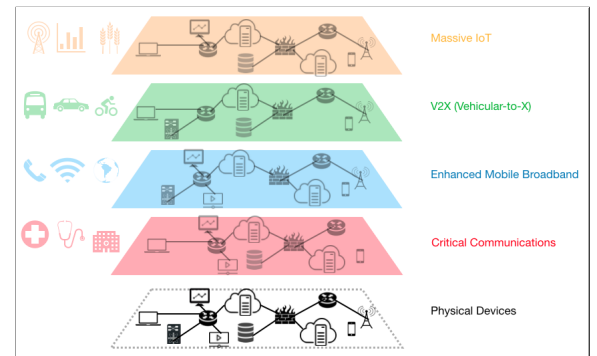 Massive IoT
V2X (Vehicular-to-X)
Enhanced Mobile Broadband
Critical Communications
Physical Devices